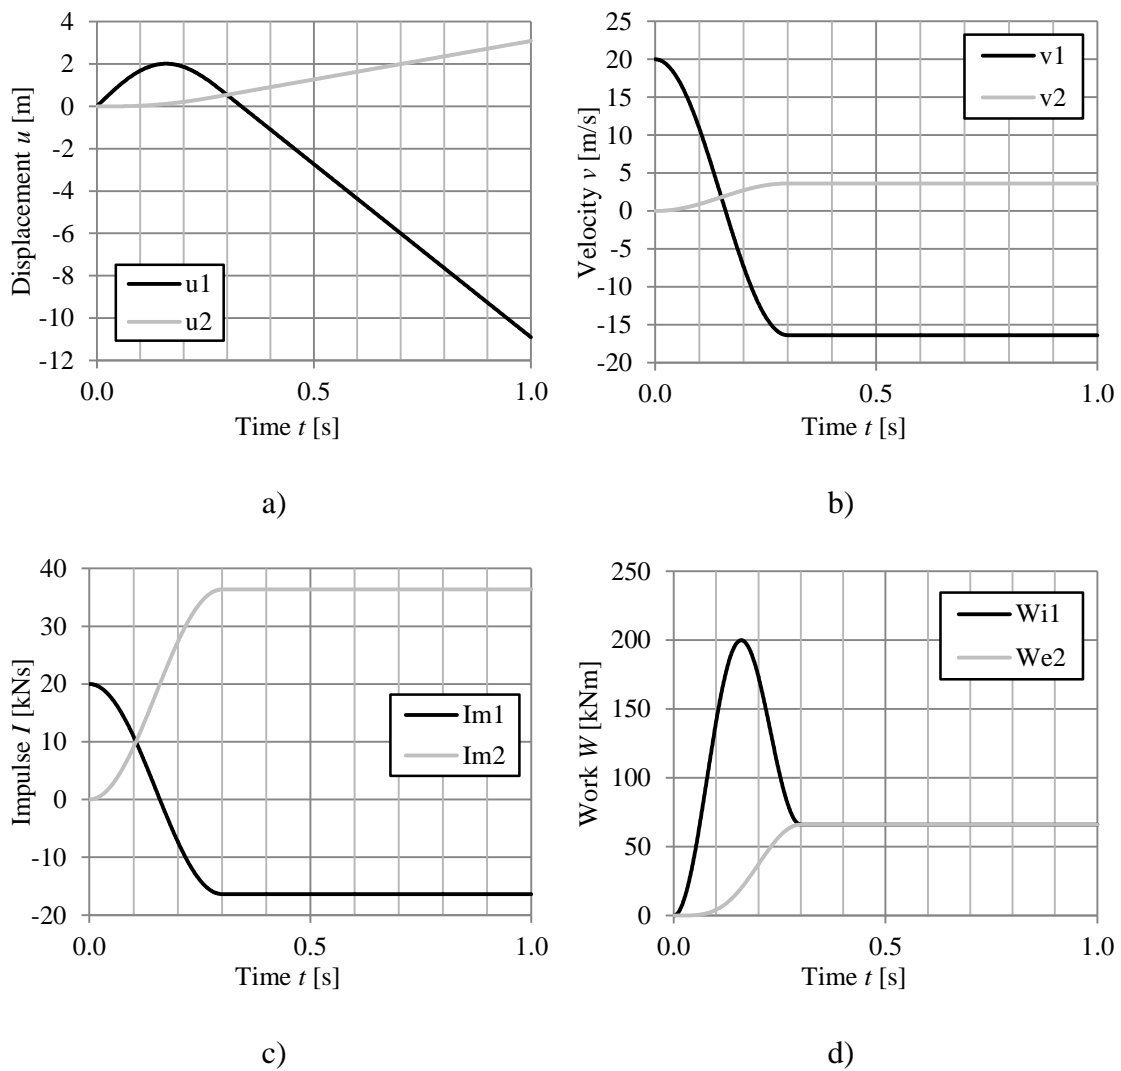 4
2
0
-2
-4
-6
-8
-10
-12
0.0
0.5
1.0
Displacement u [m]
Time t [s]
u1
u2
a)
25
20
15
10
5
0
-5
-10
-15
-20
0.0
0.5
1.0
Velocity v [m/s]
Time t [s]
v1
v2
b)
40
30
20
10
0
-10
-20
0.0
0.5
1.0
Impulse I [kNs]
Time t [s]
Im1
Im2
c)
250
200
150
100
50
0
0.0
0.5
1.0
Work W [kNm]
Time t [s]
Wi1
We2
d)